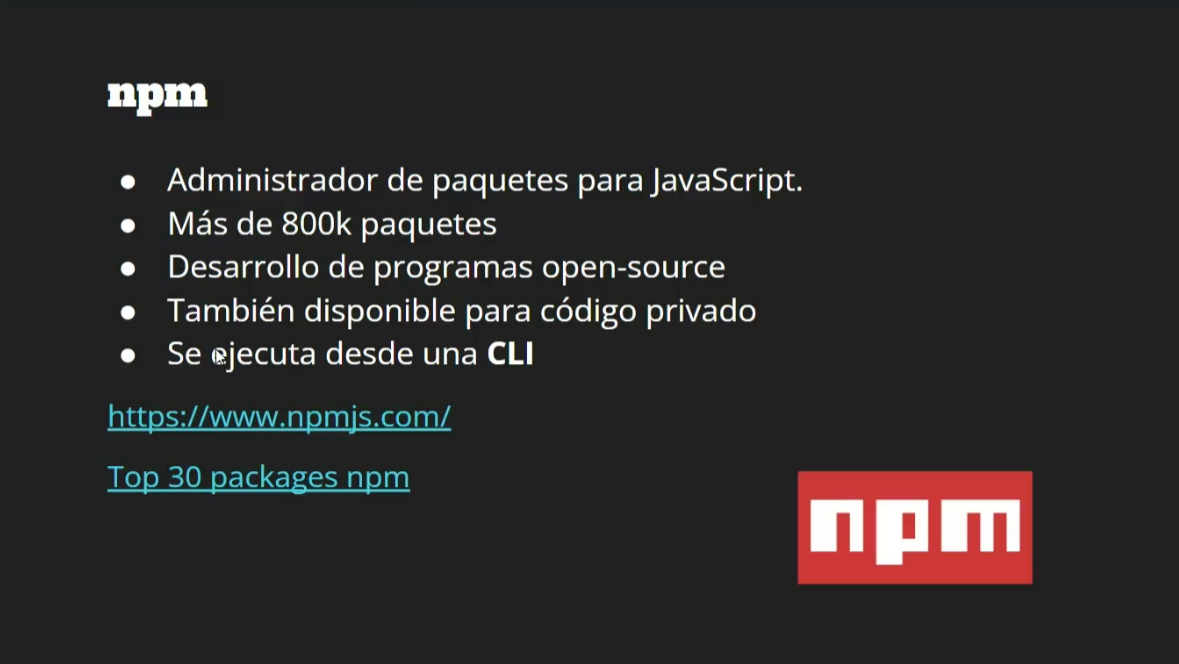 npm
● Administrador de paquetes para JavaScript.
● Más de 800k paquetes
● Desarrollo de programas open-source
● También disponible para código privado
● Se ejecuta desde una CLI
https://www.npmjs.com/
Top 30 packages npm
npm